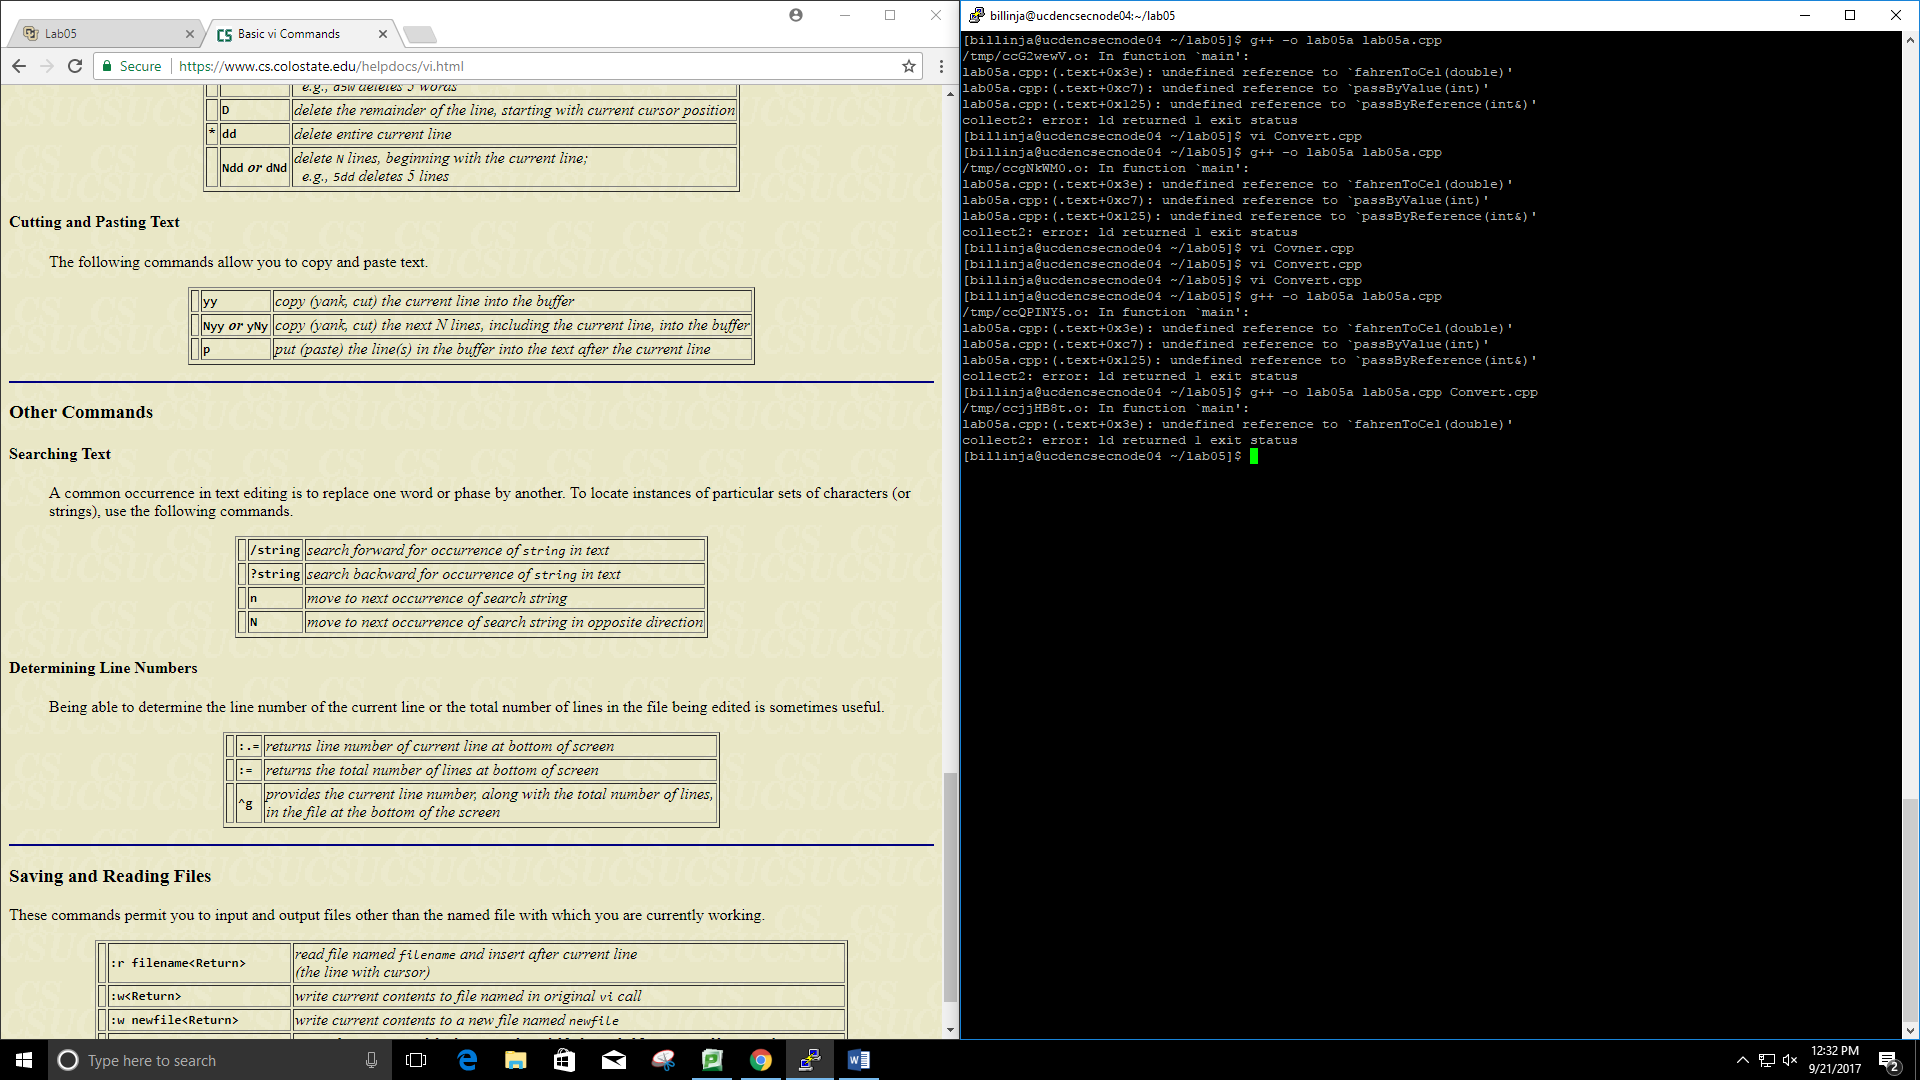 Lab05
Basic vi Commands
Secure https://www.cs.colostate.edu/helpdocs/vi.html
e.g., d5w deletes 5 words
D delete the remainder of the line, starting with current cursor position
* dd delete entire current line
Ndd or dNd delete N lines, beginning with the current line;
e.g., 5dd deletes 5 lines
Cutting and Pasting Text
The following commands allow you to copy and paste text.
yy copy (yank, cut) the current line into the buffer
Nyy or yNy copy (yank, cut) the next N lines, including the current line, into the buffer
p put (paste) the line(s) in the buffer into the text after the current line
Other Commands
Searching Text
A common occurrence in text editing is to replace one word or phase by another. To locate instances of particular sets of characters (or
strings), use the following commands.
/string search forward for occurrence of string in text
?string search backward for occurrence of string in text
n move to next occurrence of search string
N move to next occurrence of search string in opposite direction
Determining Line Numbers
Being able to determine the line number of the current line or the total number of lines in the file being edited is sometimes useful.
:.= returns line number of current line at bottom of screen
:= returns the total number of lines at bottom of screen
^g provides the current line number, along with the total number of lines,
in the file at the bottom of the screen
Saving and Reading Files
These commands permit you to input and output files other than the named file with which you are currently working.
:r filename<Return> read file named filename and insert after current line
(the line with cursor)
:w<Return> write current contents to file named in original vi call
:w newfile<Return> write current contents to a new file named newfile
billinja@ucdencsecnode04:~/lab05
[billinja@ucdencsecnode04 ~/lab05]$ g++ -o lab05a lab05a.cpp
/tmp/ccG2wewV.o: In function `main':
lab05a.cpp:(.text+0x3e): undefined reference to `fahrenToCel(double)'
lab05a.cpp:(.text+0xc7): undefined reference to `passByValue(int)'
lab05a.cpp:(.text+0x125): undefined reference to `passByReference(int&)'
collect2: error: ld returned 1 exit status
[billinja@ucdencsecnode04 ~/lab05]$ vi Convert.cpp
[billinja@ucdencsecnode04 ~/lab05]$ g++ -o lab05a lab05a.cpp
/tmp/ccgNkWM0.o: In function `main':
lab05a.cpp:(.text+0x3e): undefined reference to `fahrenToCel(double)'
lab05a.cpp:(.text+0xc7): undefined reference to `passByValue(int)'
lab05a.cpp:(.text+0x125): undefined reference to `passByReference(int&)'
collect2: error: ld returned 1 exit status
[billinja@ucdencsecnode04 ~/lab05]$ vi Covner.cpp
[billinja@ucdencsecnode04 ~/lab05]$ vi Convert.cpp
[billinja@ucdencsecnode04 ~/lab05]$ vi Convert.cpp
[billinja@ucdencsecnode04 ~/lab05]$ g++ -o lab05a lab05a.cpp
/tmp/ccQPINY5.o: In function `main':
lab05a.cpp:(.text+0x3e): undefined reference to `fahrenToCel(double)'
lab05a.cpp:(.text+0xc7): undefined reference to `passByValue(int)'
lab05a.cpp:(.text+0x125): undefined reference to `passByReference(int&)'
collect2: error: ld returned 1 exit status
[billinja@ucdencsecnode04 ~/lab05]$ g++ -o lab05a lab05a.cpp Convert.cpp
/tmp/ccjjHB8t.o: In function `main':
lab05a.cpp:(.text+0x3e): undefined reference to `fahrenToCel(double)'
collect2: error: ld returned 1 exit status
[billinja@ucdencsecnode04 ~/lab05]$
Type here to search
12:32 PM
9/21/2017
2